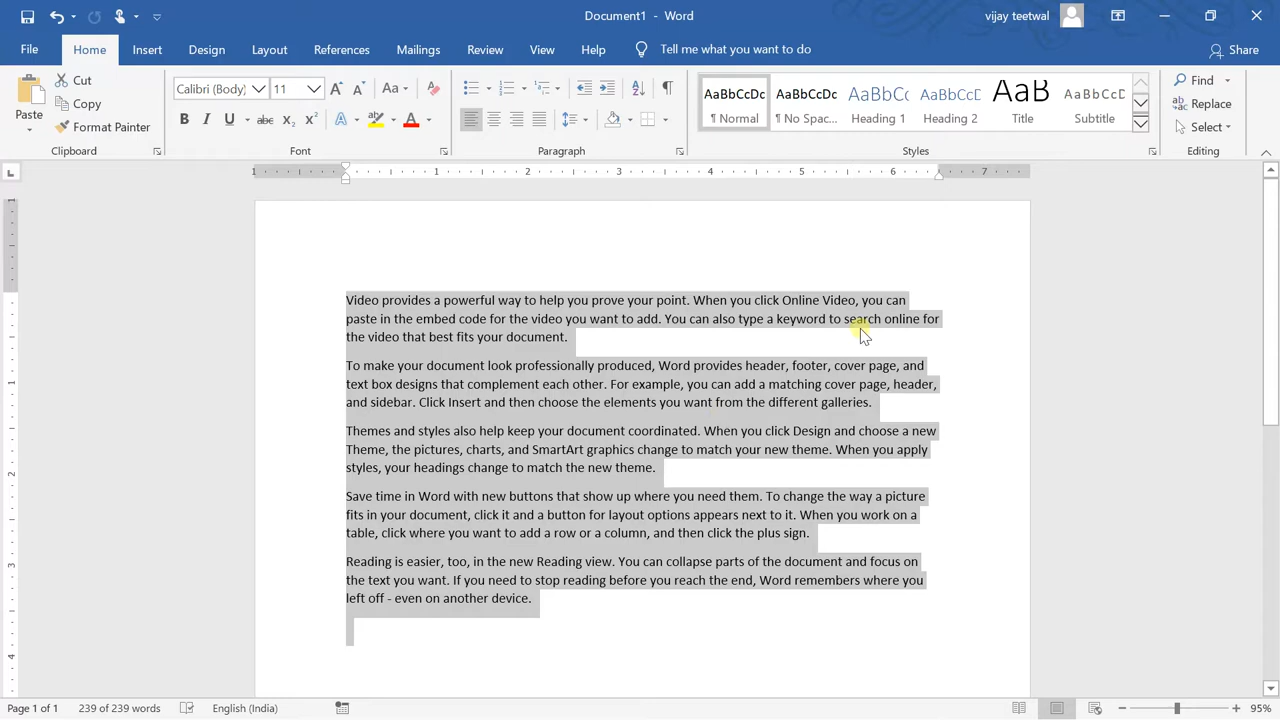 Document1 - Word
vijay teetwal
File Home Insert Design Layout References Mailings Review View Help Tell me what you want to do Share
Paste
Cut
Copy
Format Painter
Clipboard
Calibri (Body) 11
Font
Paragraph
AaBbCcDc AaBbCcDc AaBbCc AaBbCcD AaB AaBbCcD
¶ Normal ¶ No Spac... Heading 1 Heading 2 Title Subtitle
Styles
Find
Replace
Select
Editing
1 1 2 3 4 5 6 7
Video provides a powerful way to help you prove your point. When you click Online Video, you can
paste in the embed code for the video you want to add. You can also type a keyword to search online for
the video that best fits your document.
To make your document look professionally produced, Word provides header, footer, cover page, and
text box designs that complement each other. For example, you can add a matching cover page, header,
and sidebar. Click Insert and then choose the elements you want from the different galleries.
Themes and styles also help keep your document coordinated. When you click Design and choose a new
Theme, the pictures, charts, and SmartArt graphics change to match your new theme. When you apply
styles, your headings change to match the new theme.
Save time in Word with new buttons that show up where you need them. To change the way a picture
fits in your document, click it and a button for layout options appears next to it. When you work on a
table, click where you want to add a row or a column, and then click the plus sign.
Reading is easier, too, in the new Reading view. You can collapse parts of the document and focus on
the text you want. If you need to stop reading before you reach the end, Word remembers where you
left off - even on another device.
Page 1 of 1 239 of 239 words English (India) 95%